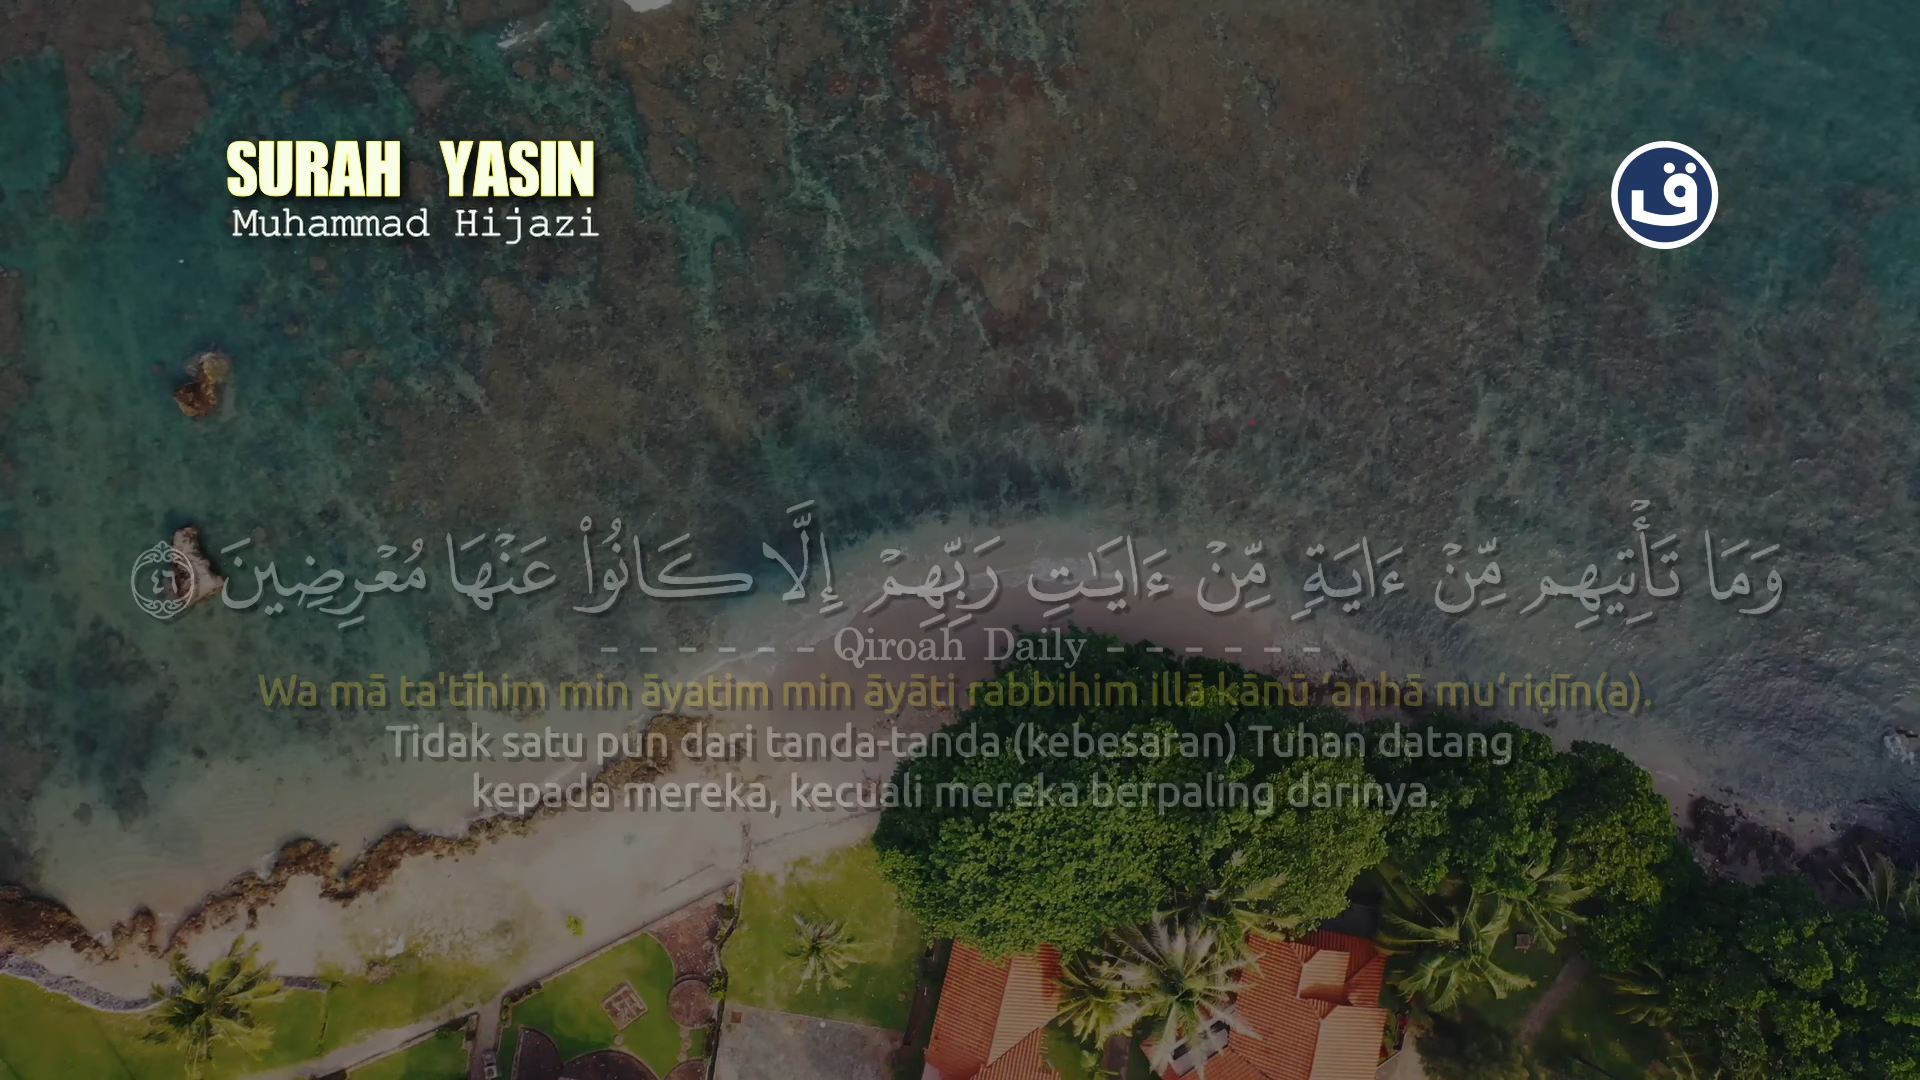 SURAH YASIN
Muhammad Hijazi
ق
وَمَا تَأْتِيهِم مِّنْ ءَايَةٍ مِّنْ ءَايَـٰتِ رَبِّهِمْ إِلَّا كَانُوا۟ عَنْهَا مُعْرِضِينَ ٤٦
- - - - - - Qiroah Daily - - - - - -
Wa mā ta'tīhim min āyatim min āyāti rabbihim illā kānū ‘anhā mu‘riḍīn(a).
Tidak satu pun dari tanda-tanda (kebesaran) Tuhan datang
kepada mereka, kecuali mereka berpaling darinya.